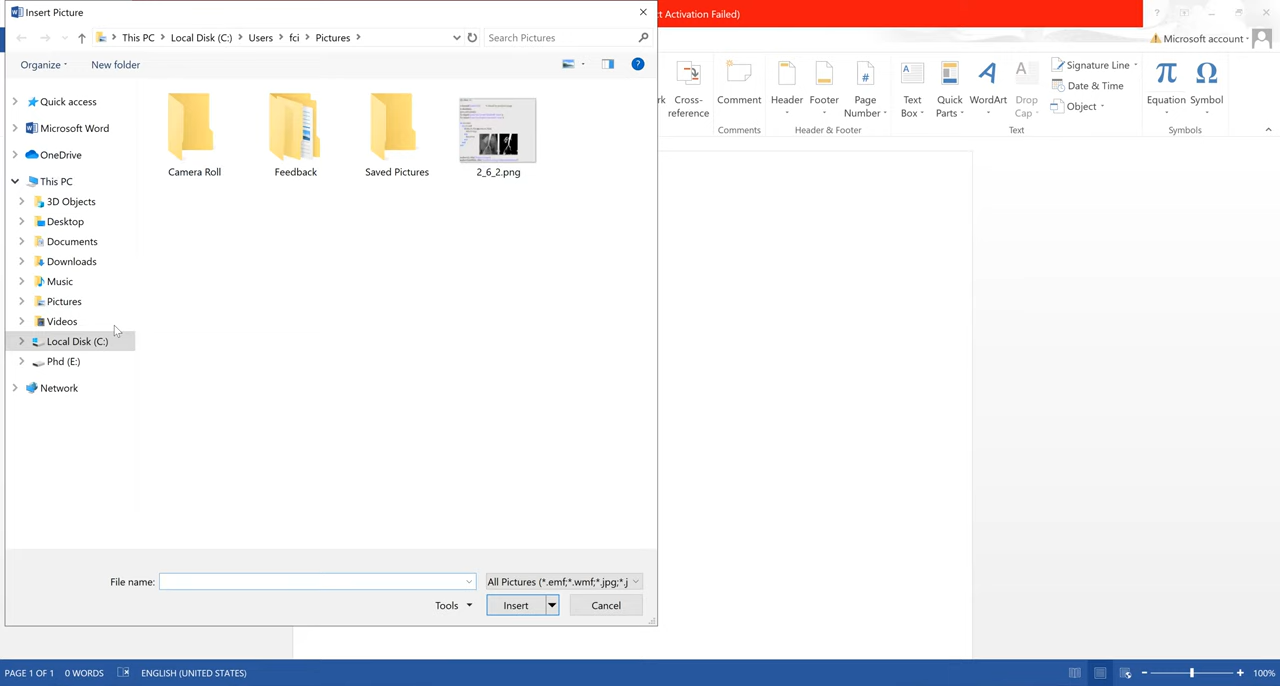 Insert Picture
t Activation Failed)
Microsoft account
This PC
Local Disk (C:)
Users
fci
Pictures
Search Pictures
Organize
New folder
Quick access
Microsoft Word
OneDrive
This PC
3D Objects
Desktop
Documents
Downloads
Music
Pictures
Videos
Local Disk (C:)
Phd (E:)
Network
Camera Roll
Feedback
Saved Pictures
2_6_2.png
rk
Cross-
reference
Comment
Comments
Header
Footer
Page
Number
Header & Footer
Text
Box
Quick
Parts
WordArt
Drop
Cap
Signature Line
Date & Time
Object
Text
Equation
Symbol
Symbols
File name:
All Pictures (*.emf;*.wmf;*.jpg;*.j
Tools
Insert
Cancel
PAGE 1 OF 1
0 WORDS
ENGLISH (UNITED STATES)
100%